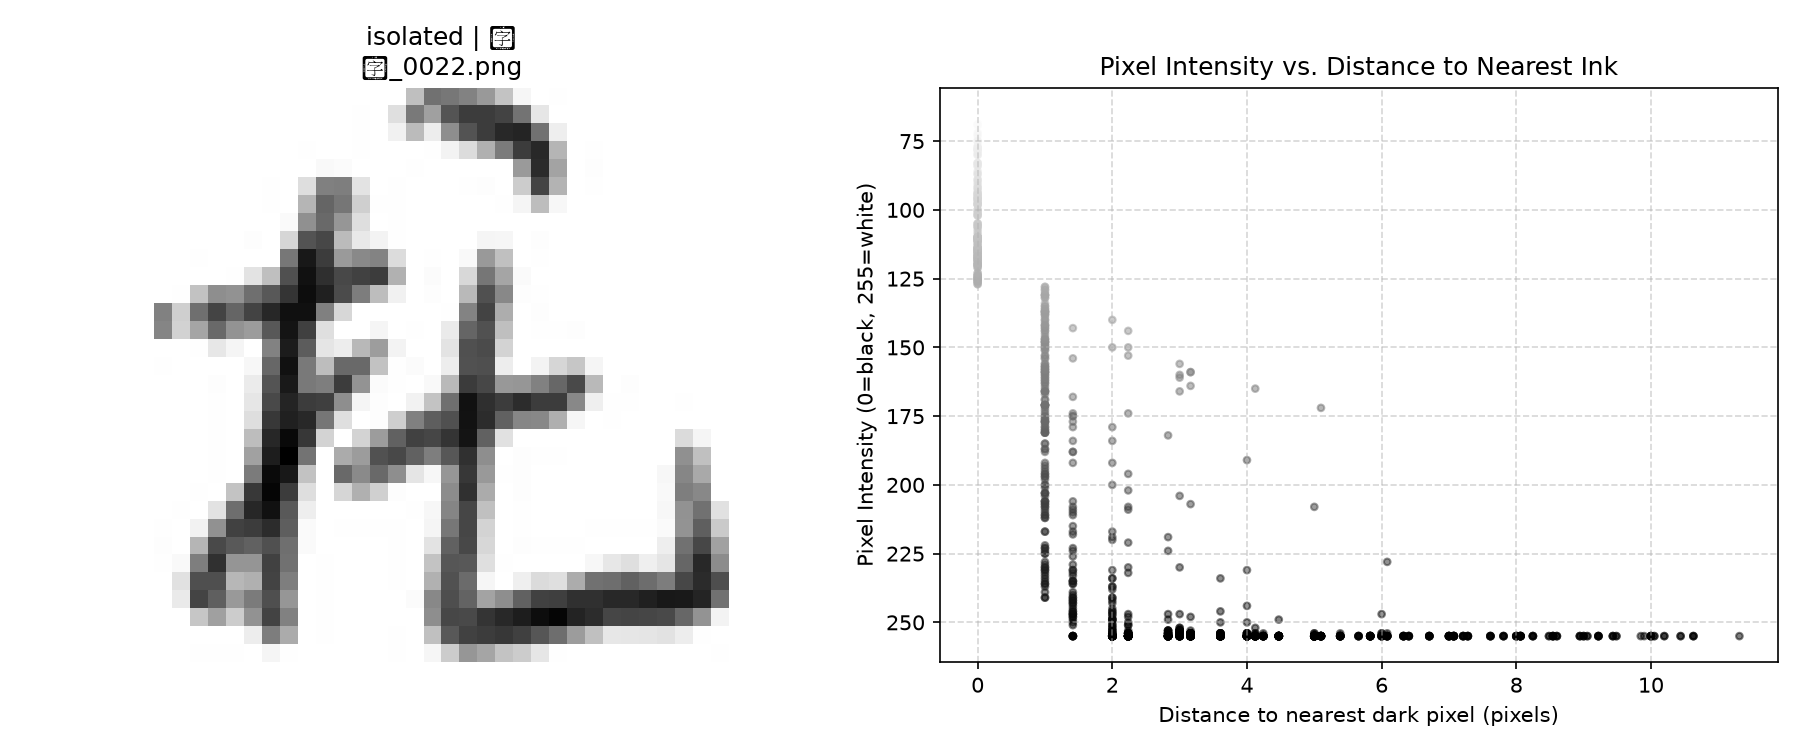 isolated |
_0022.png
Pixel Intensity vs. Distance to Nearest Ink
75
100
125
150
175
200
225
250
Pixel Intensity (0=black, 255=white)
0 2 4 6 8 10
Distance to nearest dark pixel (pixels)